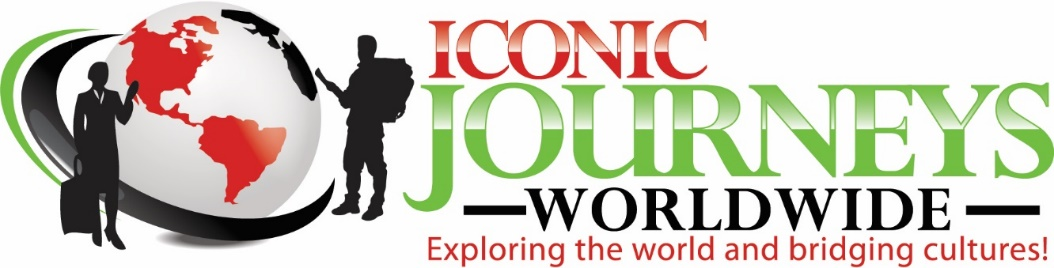 ICONIC
JOURNEYS
WORLDWIDE
Exploring the world and bridging cultures!